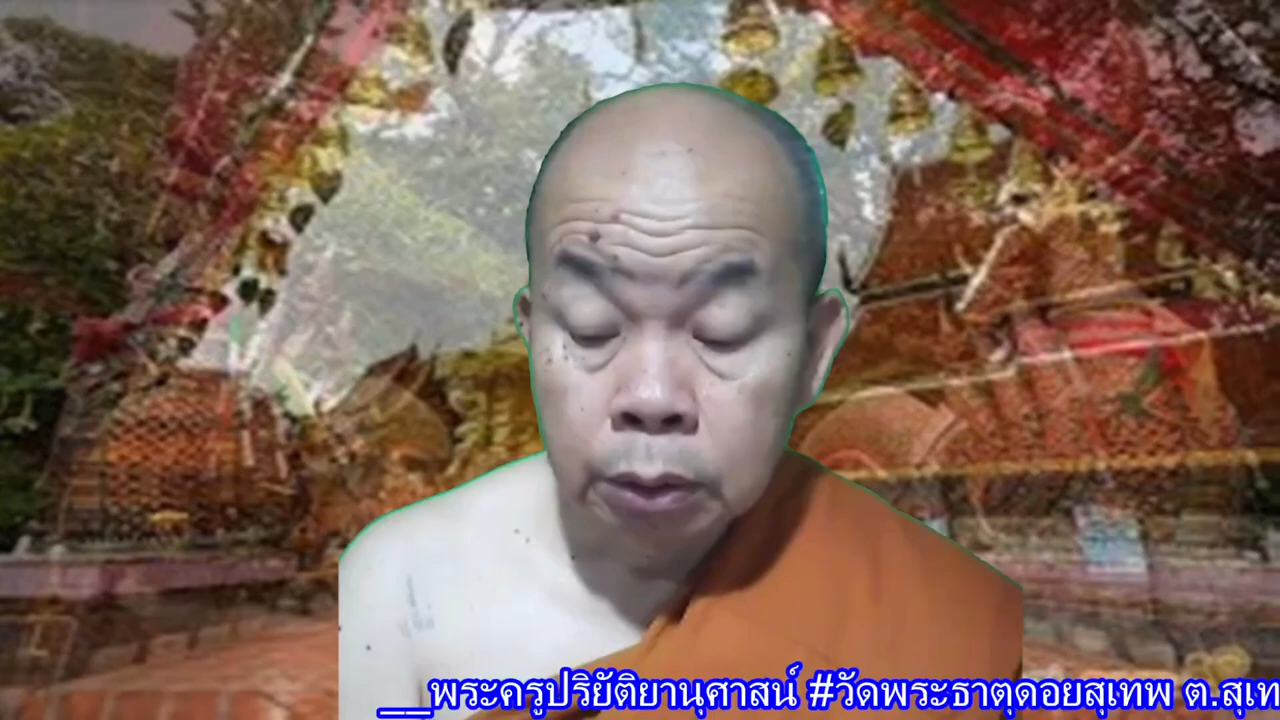 __พระครูปริยัติยานุศาสน์ #วัดพระธาตุดอยสุเทพ ต.สุเท